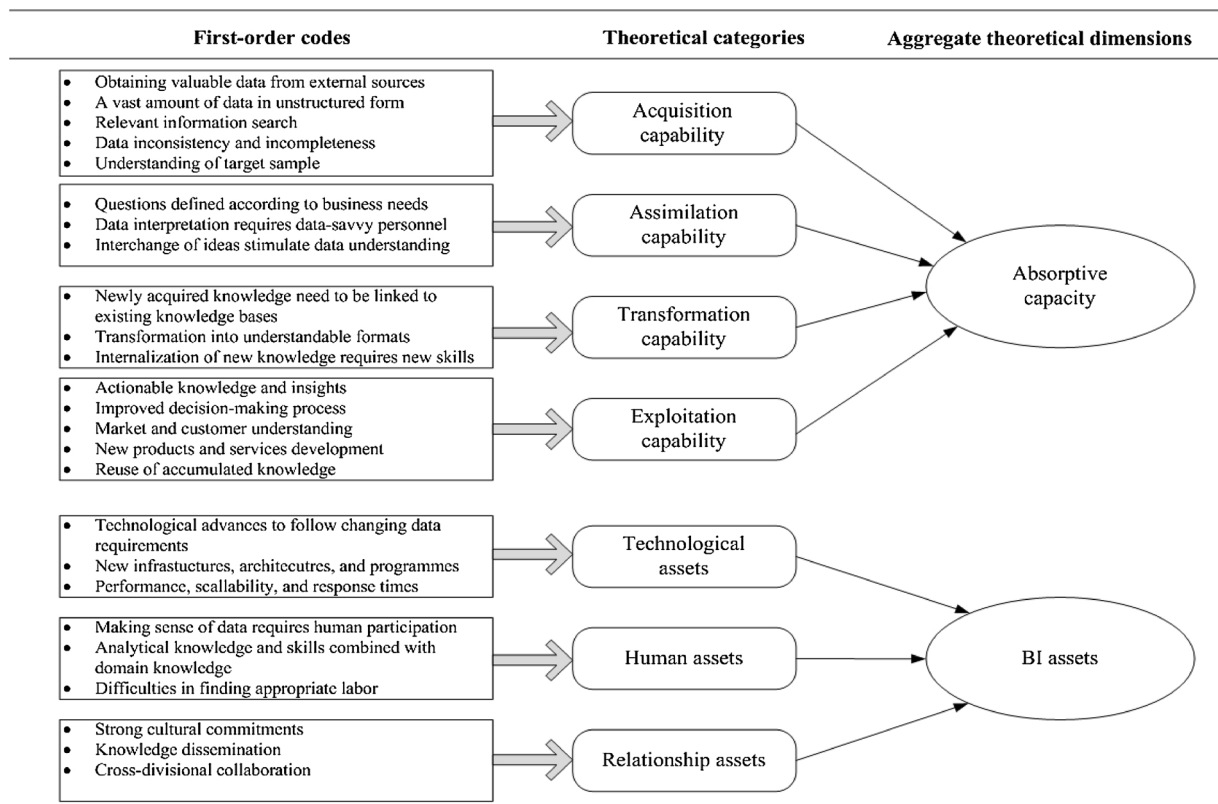 First-order codes
Theoretical categories
Aggregate theoretical dimensions
• Obtaining valuable data from external sources
• A vast amount of data in unstructured form
• Relevant information search
• Data inconsistency and incompleteness
• Understanding of target sample
Acquisition
capability
• Questions defined according to business needs
• Data interpretation requires data-savvy personnel
• Interchange of ideas stimulate data understanding
Assimilation
capability
• Newly acquired knowledge need to be linked to
existing knowledge bases
• Transformation into understandable formats
• Internalization of new knowledge requires new skills
Transformation
capability
• Actionable knowledge and insights
• Improved decision-making process
• Market and customer understanding
• New products and services development
• Reuse of accumulated knowledge
Exploitation
capability
Absorptive
capacity
• Technological advances to follow changing data
requirements
• New infrastuctures, architecutres, and programmes
• Performance, scallability, and response times
Technological
assets
• Making sense of data requires human participation
• Analytical knowledge and skills combined with
domain knowledge
• Difficulties in finding appropriate labor
Human assets
• Strong cultural commitments
• Knowledge dissemination
• Cross-divisional collaboration
Relationship assets
BI assets